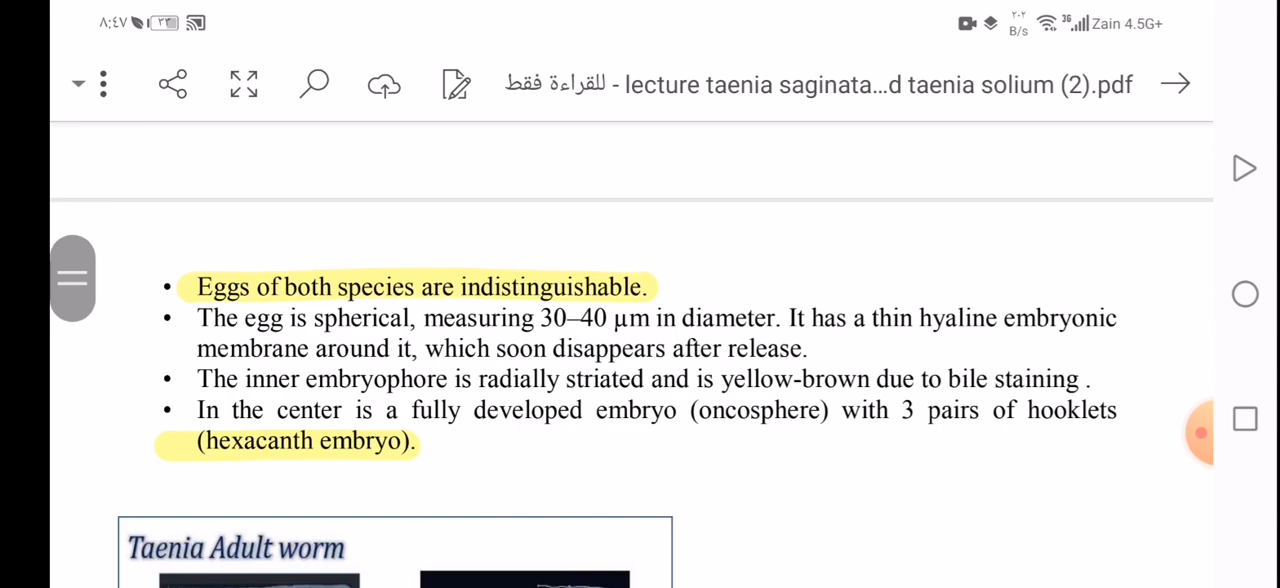 ٨:٤٧ ٢٣ ٢٠٢ B/s 3G Zain 4.5G+
lecture taenia saginata...d taenia solium (2).pdf - للقراءة فقط
• Eggs of both species are indistinguishable.
• The egg is spherical, measuring 30–40 µm in diameter. It has a thin hyaline embryonic
membrane around it, which soon disappears after release.
• The inner embryophore is radially striated and is yellow-brown due to bile staining .
• In the center is a fully developed embryo (oncosphere) with 3 pairs of hooklets
(hexacanth embryo).
Taenia Adult worm